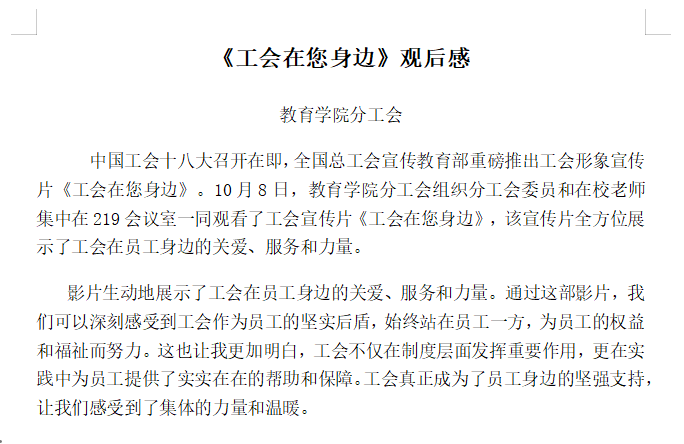 《工会在您身边》观后感
教育学院分工会
中国工会十八大召开在即，全国总工会宣传教育部重磅推出工会形象宣传
片《工会在您身边》。10月8日，教育学院分工会组织分工会委员和在校老师
集中在219会议室一同观看了工会宣传片《工会在您身边》，该宣传片全方位展
示了工会在员工身边的关爱、服务和力量。
影片生动地展示了工会在员工身边的关爱、服务和力量。通过这部影片，我
们可以深刻感受到工会作为员工的坚实后盾，始终站在员工一方，为员工的权益
和福祉而努力。这也让我更加明白，工会不仅在制度层面发挥重要作用，更在实
践中为员工提供了实实在在的帮助和保障。工会真正成为了员工身边的坚强支持，
让我们感受到了集体的力量和温暖。